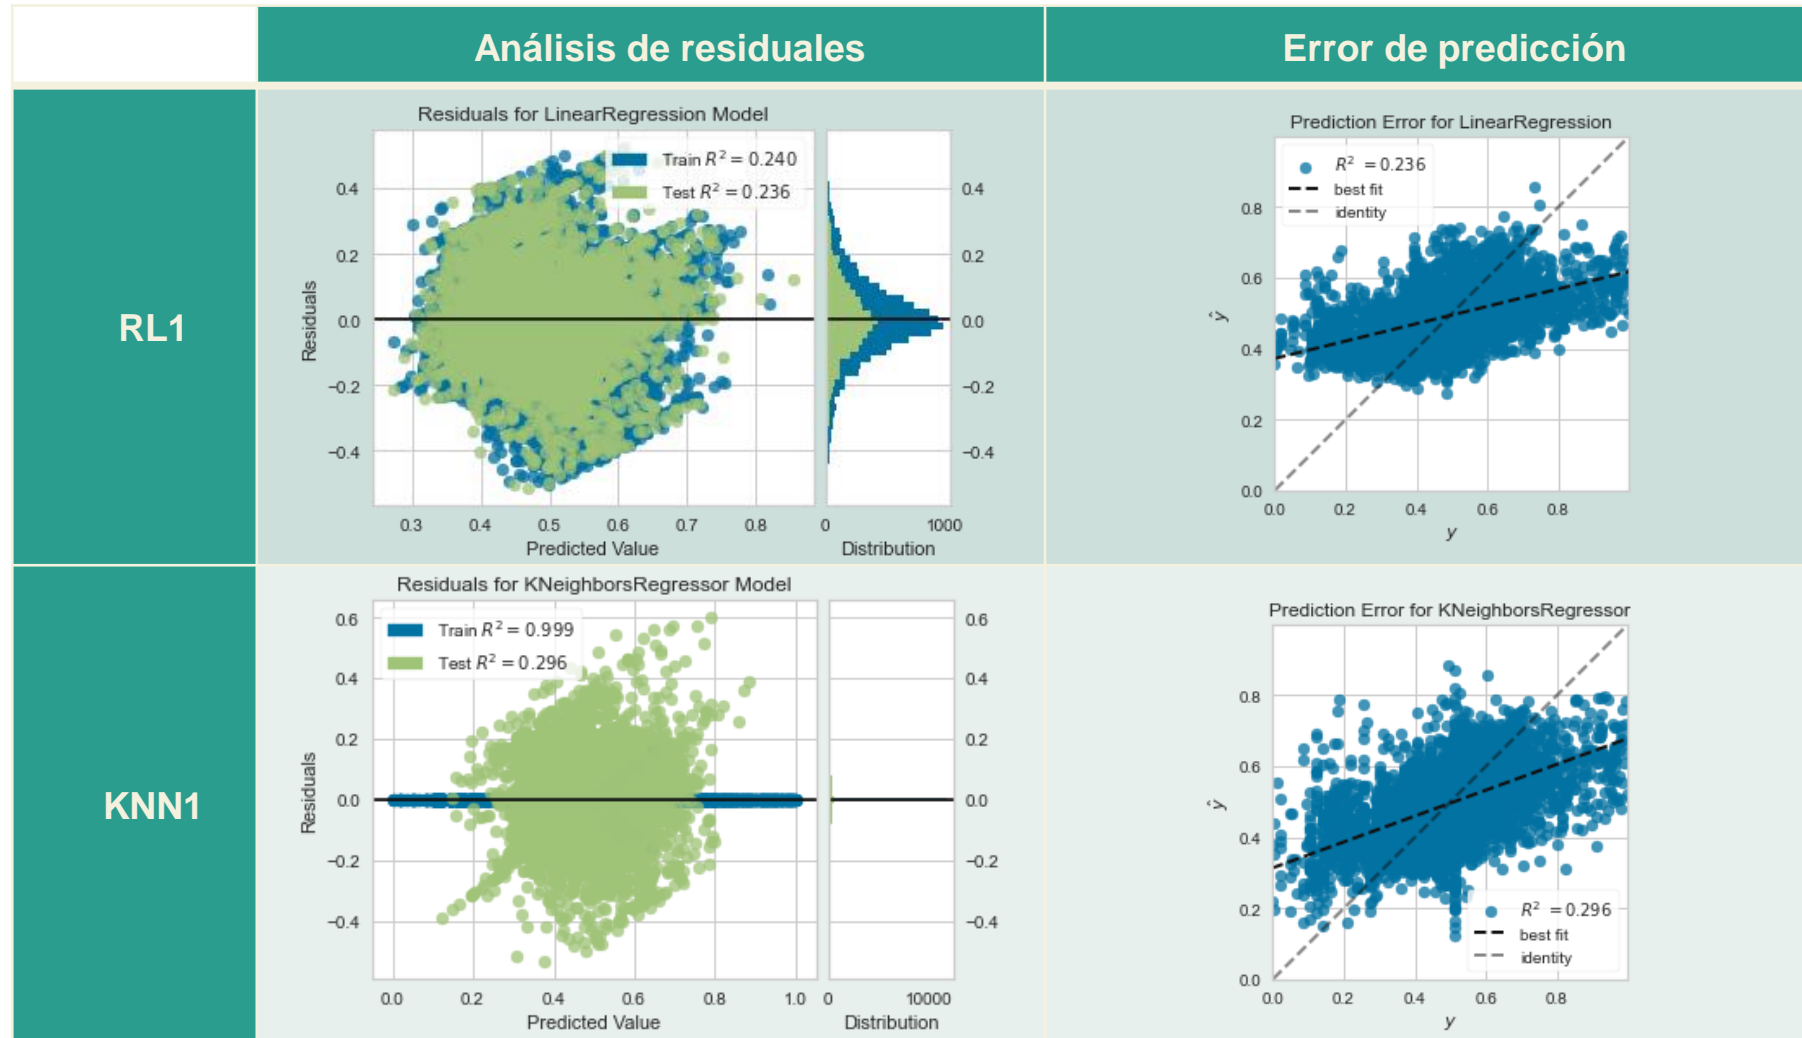 Análisis de residuales
Error de predicción
RL1
Residuals for LinearRegression Model
Train R² = 0.240
Test R² = 0.236
0.4
0.2
0.0
−0.2
−0.4
Residuals
0.3 0.4 0.5 0.6 0.7 0.8
Predicted Value
0.4
0.2
0.0
−0.2
−0.4
0 1000
Distribution
Prediction Error for LinearRegression
R² = 0.236
best fit
identity
0.8
0.6
0.4
0.2
0.0
ŷ
0.0 0.2 0.4 0.6 0.8
y
KNN1
Residuals for KNeighborsRegressor Model
Train R² = 0.999
Test R² = 0.296
0.6
0.4
0.2
0.0
−0.2
−0.4
Residuals
0.0 0.2 0.4 0.6 0.8 1.0
Predicted Value
0.6
0.4
0.2
0.0
−0.2
−0.4
0 10000
Distribution
Prediction Error for KNeighborsRegressor
0.8
0.6
0.4
0.2
0.0
ŷ
R² = 0.296
best fit
identity
0.0 0.2 0.4 0.6 0.8
y